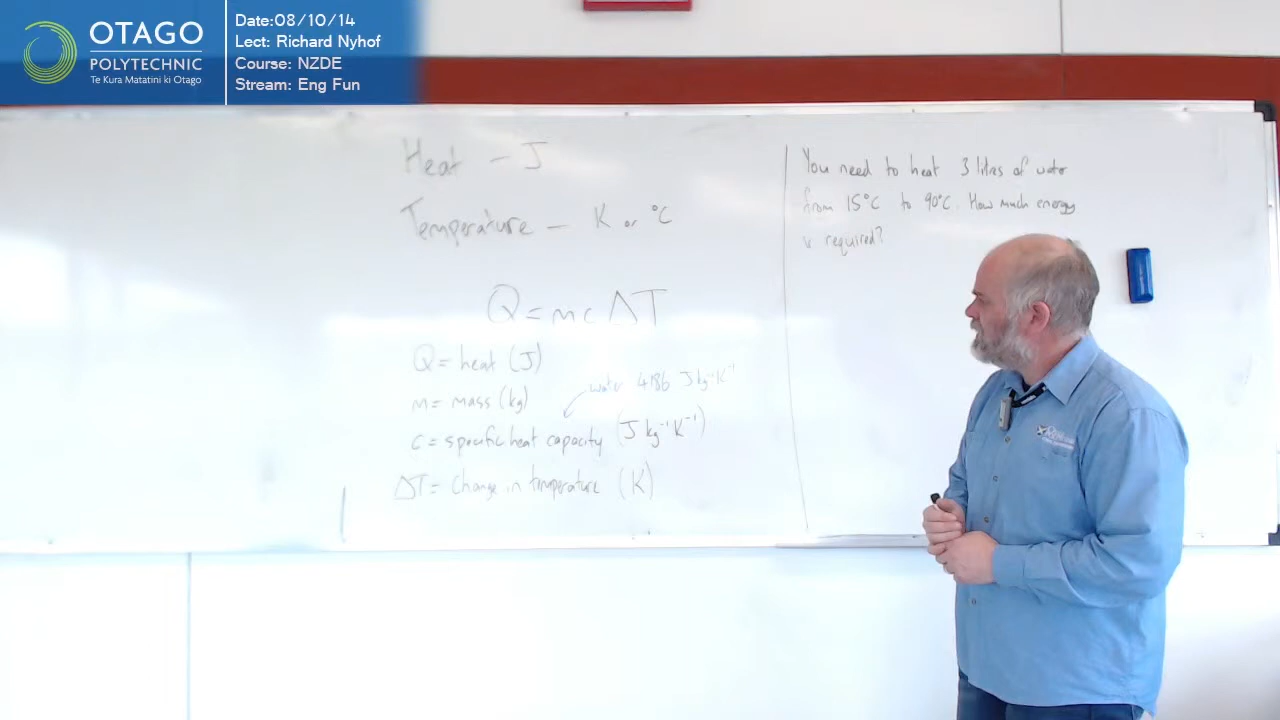 OTAGO
POLYTECHNIC
Te Kura Matatini ki Otago
Date:08/10/14
Lect: Richard Nyhof
Course: NZDE
Stream: Eng Fun
Heat - J
Temperature - K or °C
Q = mcΔT
Q = heat (J)
m = mass (kg)
water 4186 J kg⁻¹ K⁻¹
c = specific heat capacity (J kg⁻¹ K⁻¹)
ΔT = change in temperature (K)
You need to heat 3 litres of water
from 15°C to 90°C. How much energy
is required?